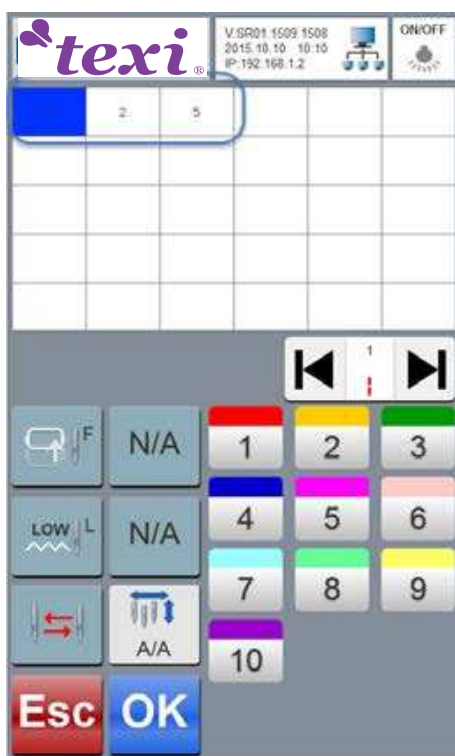 texi®
V.SR01 1509 1508
2015.10.10 10:10
IP:192.168.1.2
ON/OFF
2 5
1
F N/A 1 2 3
LOW L N/A 4 5 6
7 8 9
A/A
10
Esc OK